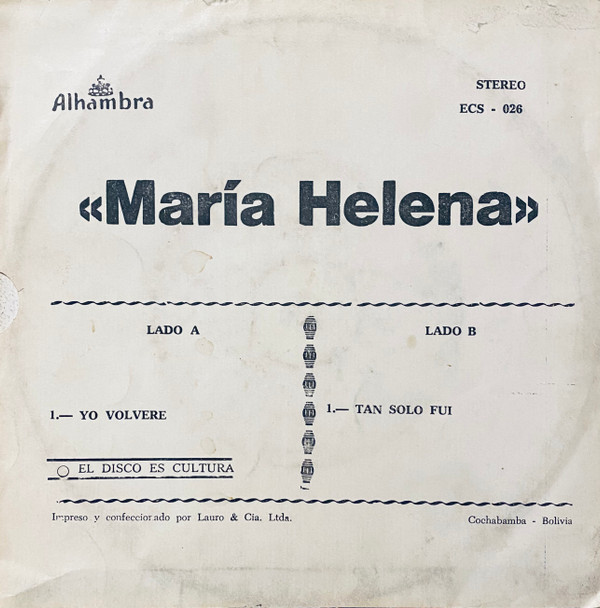 Alhambra
STEREO
ECS - 026
«María Helena»
LADO A
LADO B
1.— YO VOLVERE
1.— TAN SOLO FUI
EL DISCO ES CULTURA
Impreso y confeccionado por Lauro & Cia. Ltda.
Cochabamba - Bolivia